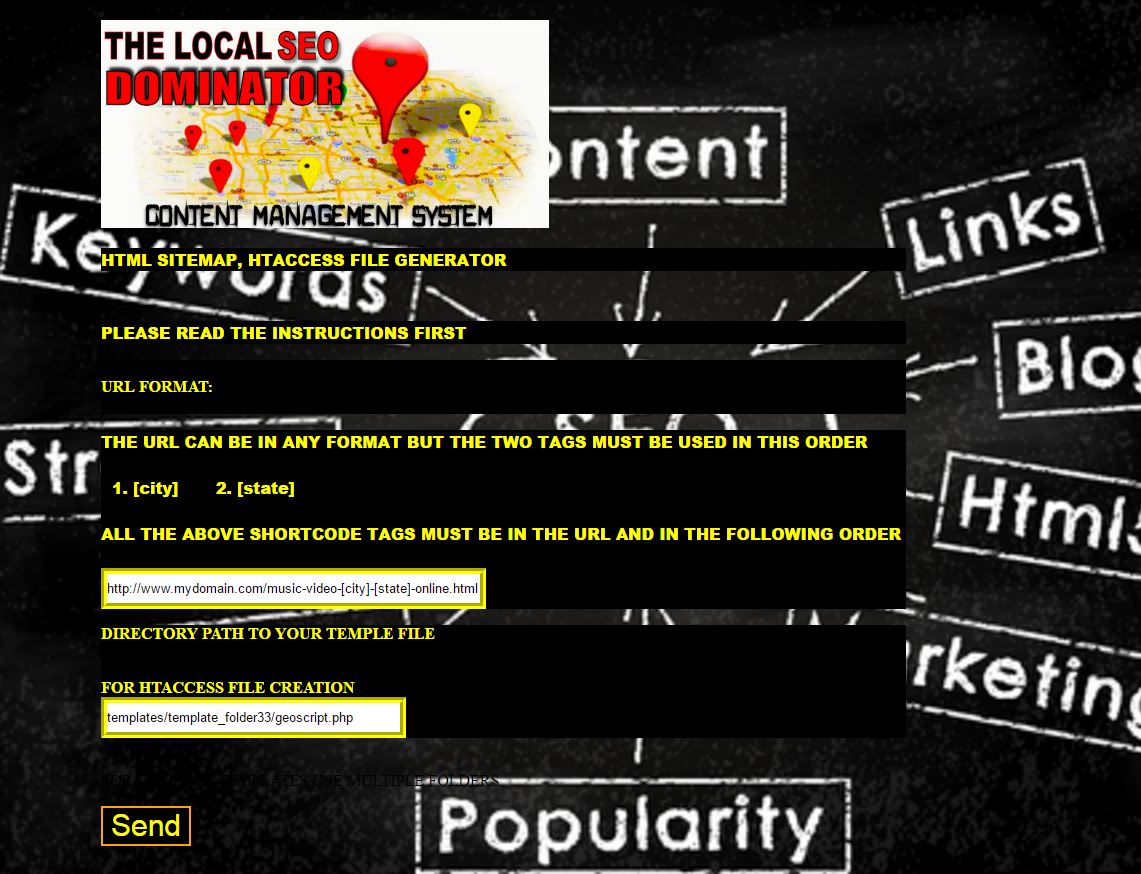 THE LOCAL SEO
DOMINATOR
CONTENT MANAGEMENT SYSTEM
ontent
Links
Keywords
HTML SITEMAP, HTACCESS FILE GENERATOR
PLEASE READ THE INSTRUCTIONS FIRST
Blog
URL FORMAT:
SEO
THE URL CAN BE IN ANY FORMAT BUT THE TWO TAGS MUST BE USED IN THIS ORDER
Str
1. [city] 2. [state]
Html5
ALL THE ABOVE SHORTCODE TAGS MUST BE IN THE URL AND IN THE FOLLOWING ORDER
http://www.mydomain.com/music-video-[city]-[state]-online.html
DIRECTORY PATH TO YOUR TEMPLE FILE
rketing
FOR HTACCESS FILE CREATION
templates/template_folder33/geoscript.php
USE MULTIPLE FOLDERS
Popularity
Send